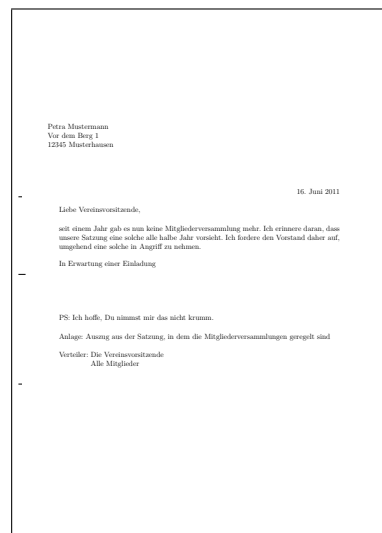 Petra Mustermann
Vor dem Berg 1
12345 Musterhausen
16. Juni 2011
Liebe Vereinsvorsitzende,
seit einem Jahr gab es nun keine Mitgliederversammlung mehr. Ich erinnere daran, dass
unsere Satzung eine solche alle halbe Jahr vorsieht. Ich fordere den Vorstand daher auf,
umgehend eine solche in Angriff zu nehmen.
In Erwartung einer Einladung
PS: Ich hoffe, Du nimmst mir das nicht krumm.
Anlage: Auszug aus der Satzung, in dem die Mitgliederversammlungen geregelt sind
Verteiler: Die Vereinsvorsitzende
Alle Mitglieder